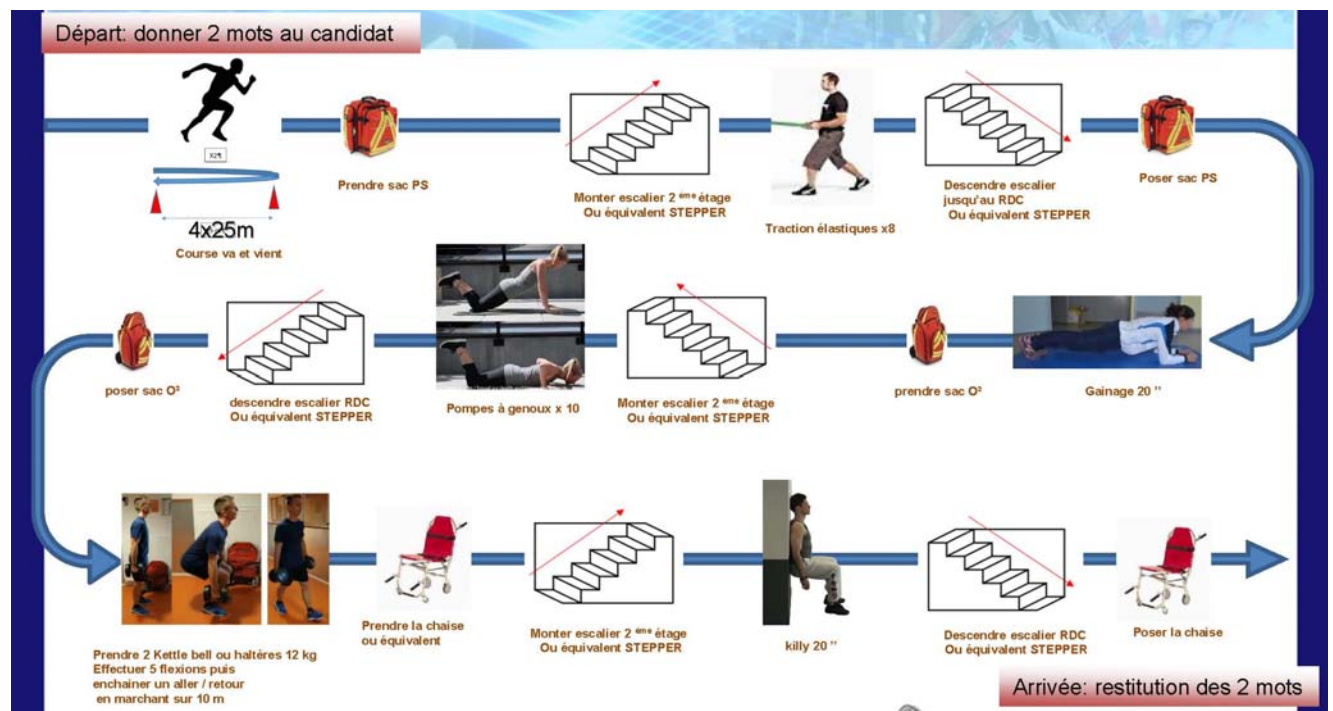 Départ: donner 2 mots au candidat
4x25m
Course va et vient
Prendre sac PS
Monter escalier 2 ème étage
Ou équivalent STEPPER
Traction élastiques x8
Descendre escalier
jusqu'au RDC
Ou équivalent STEPPER
Poser sac PS
poser sac O²
descendre escalier RDC
Ou équivalent STEPPER
Pompes à genoux x 10
Monter escalier 2 ème étage
Ou équivalent STEPPER
prendre sac O²
Gainage 20 ’’
Prendre 2 Kettle bell ou haltères 12 kg
Effectuer 5 flexions puis
enchainer un aller / retour
en marchant sur 10 m
Prendre la chaise
ou équivalent
Monter escalier 2 ème étage
Ou équivalent STEPPER
killy 20 ’’
Descendre escalier RDC
Ou équivalent STEPPER
Poser la chaise
Arrivée: restitution des 2 mots